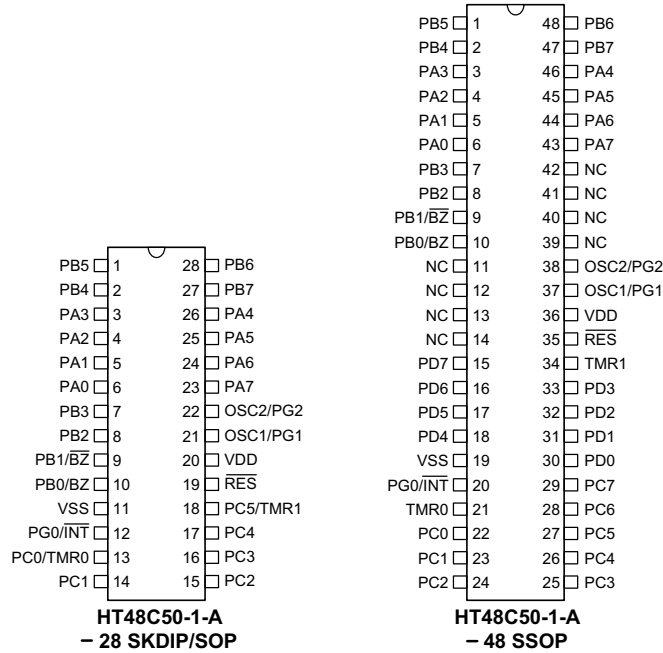 PB5 1 28 PB6
PB4 2 27 PB7
PA3 3 26 PA4
PA2 4 25 PA5
PA1 5 24 PA6
PA0 6 23 PA7
PB3 7 22 OSC2/PG2
PB2 8 21 OSC1/PG1
PB1/B̅Z̅ 9 20 VDD
PB0/BZ 10 19 R̅E̅S̅
VSS 11 18 PC5/TMR1
PG0/I̅N̅T̅ 12 17 PC4
PC0/TMR0 13 16 PC3
PC1 14 15 PC2
HT48C50-1-A
– 28 SKDIP/SOP
PB5 1 48 PB6
PB4 2 47 PB7
PA3 3 46 PA4
PA2 4 45 PA5
PA1 5 44 PA6
PA0 6 43 PA7
PB3 7 42 NC
PB2 8 41 NC
PB1/B̅Z̅ 9 40 NC
PB0/BZ 10 39 NC
NC 11 38 OSC2/PG2
NC 12 37 OSC1/PG1
NC 13 36 VDD
NC 14 35 R̅E̅S̅
PD7 15 34 TMR1
PD6 16 33 PD3
PD5 17 32 PD2
PD4 18 31 PD1
VSS 19 30 PD0
PG0/I̅N̅T̅ 20 29 PC7
TMR0 21 28 PC6
PC0 22 27 PC5
PC1 23 26 PC4
PC2 24 25 PC3
HT48C50-1-A
– 48 SSOP